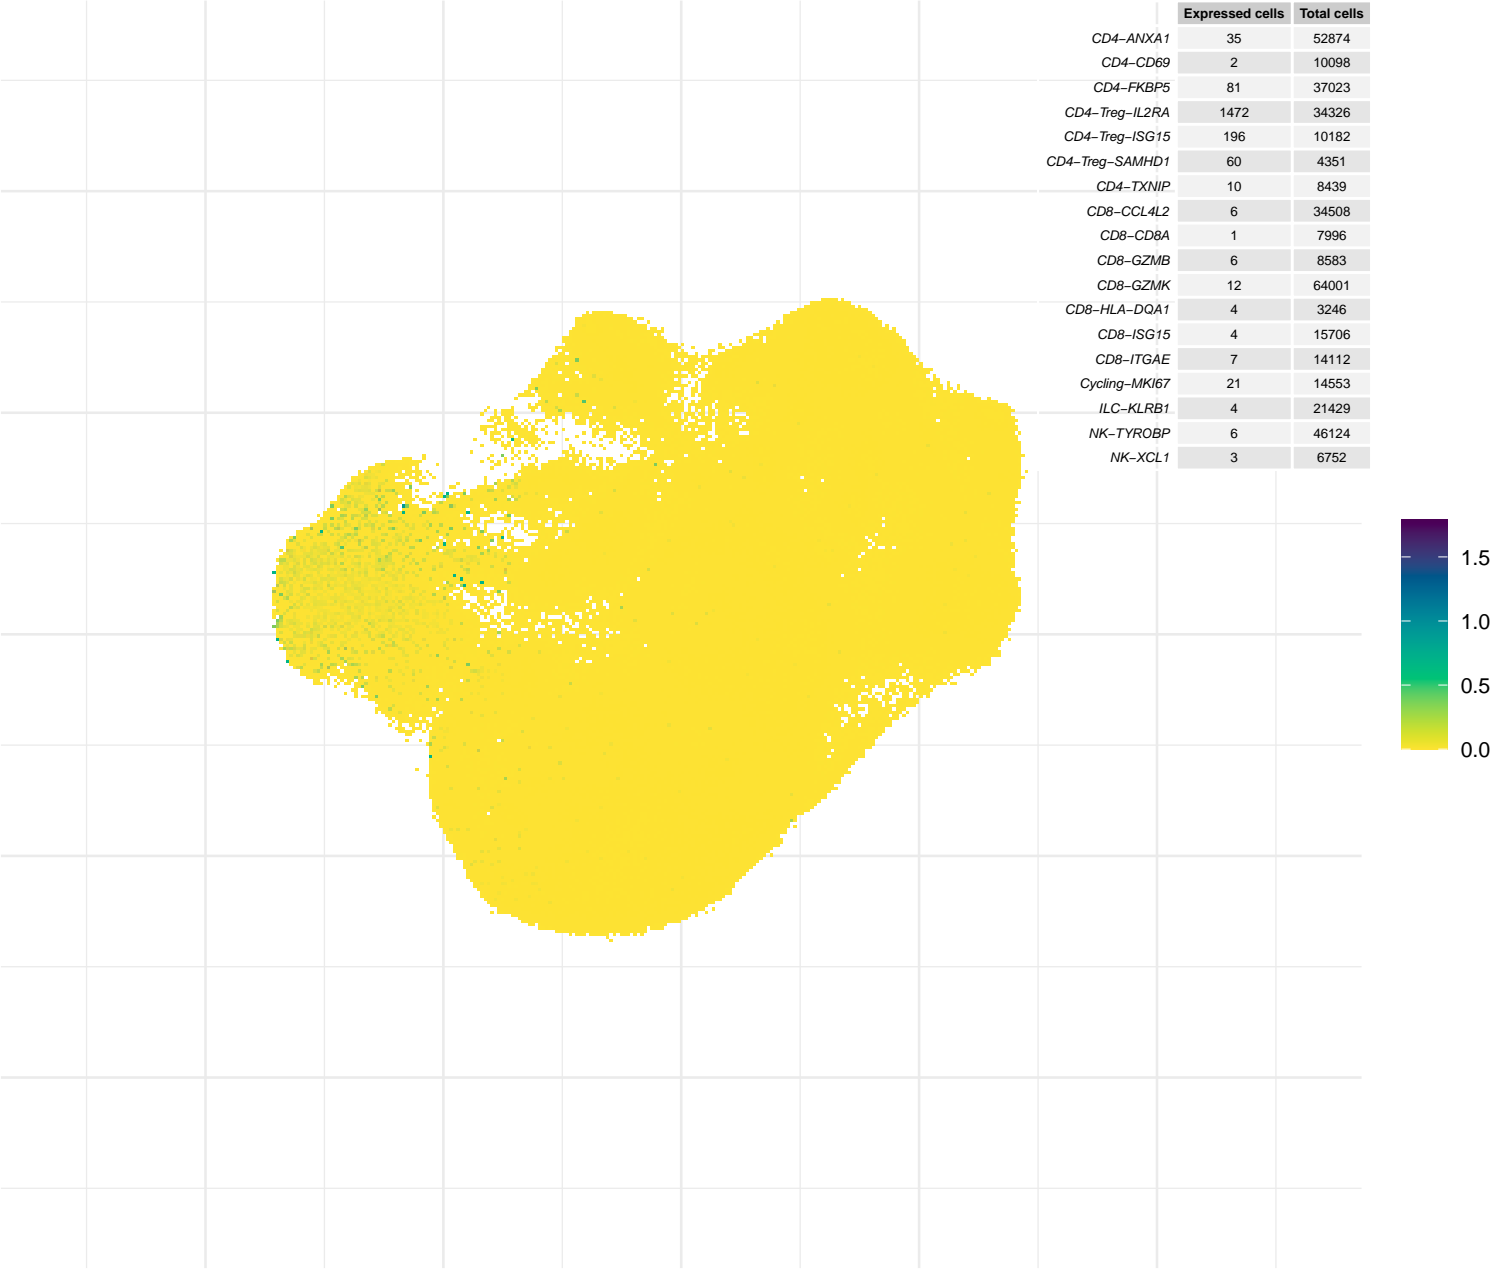 Expressed cells Total cells
CD4−ANXA1 35 52874
CD4−CD69 2 10098
CD4−FKBP5 81 37023
CD4−Treg−IL2RA 1472 34326
CD4−Treg−ISG15 196 10182
CD4−Treg−SAMHD1 60 4351
CD4−TXNIP 10 8439
CD8−CCL4L2 6 34508
CD8−CD8A 1 7996
CD8−GZMB 6 8583
CD8−GZMK 12 64001
CD8−HLA−DQA1 4 3246
CD8−ISG15 4 15706
CD8−ITGAE 7 14112
Cycling−MKI67 21 14553
ILC−KLRB1 4 21429
NK−TYROBP 6 46124
NK−XCL1 3 6752
1.5
1.0
0.5
0.0